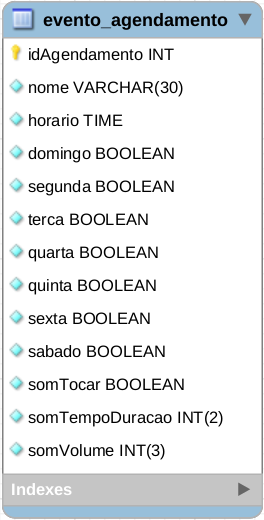 evento_agendamento
idAgendamento INT
nome VARCHAR(30)
horario TIME
domingo BOOLEAN
segunda BOOLEAN
terca BOOLEAN
quarta BOOLEAN
quinta BOOLEAN
sexta BOOLEAN
sabado BOOLEAN
somTocar BOOLEAN
somTempoDuracao INT(2)
somVolume INT(3)
Indexes